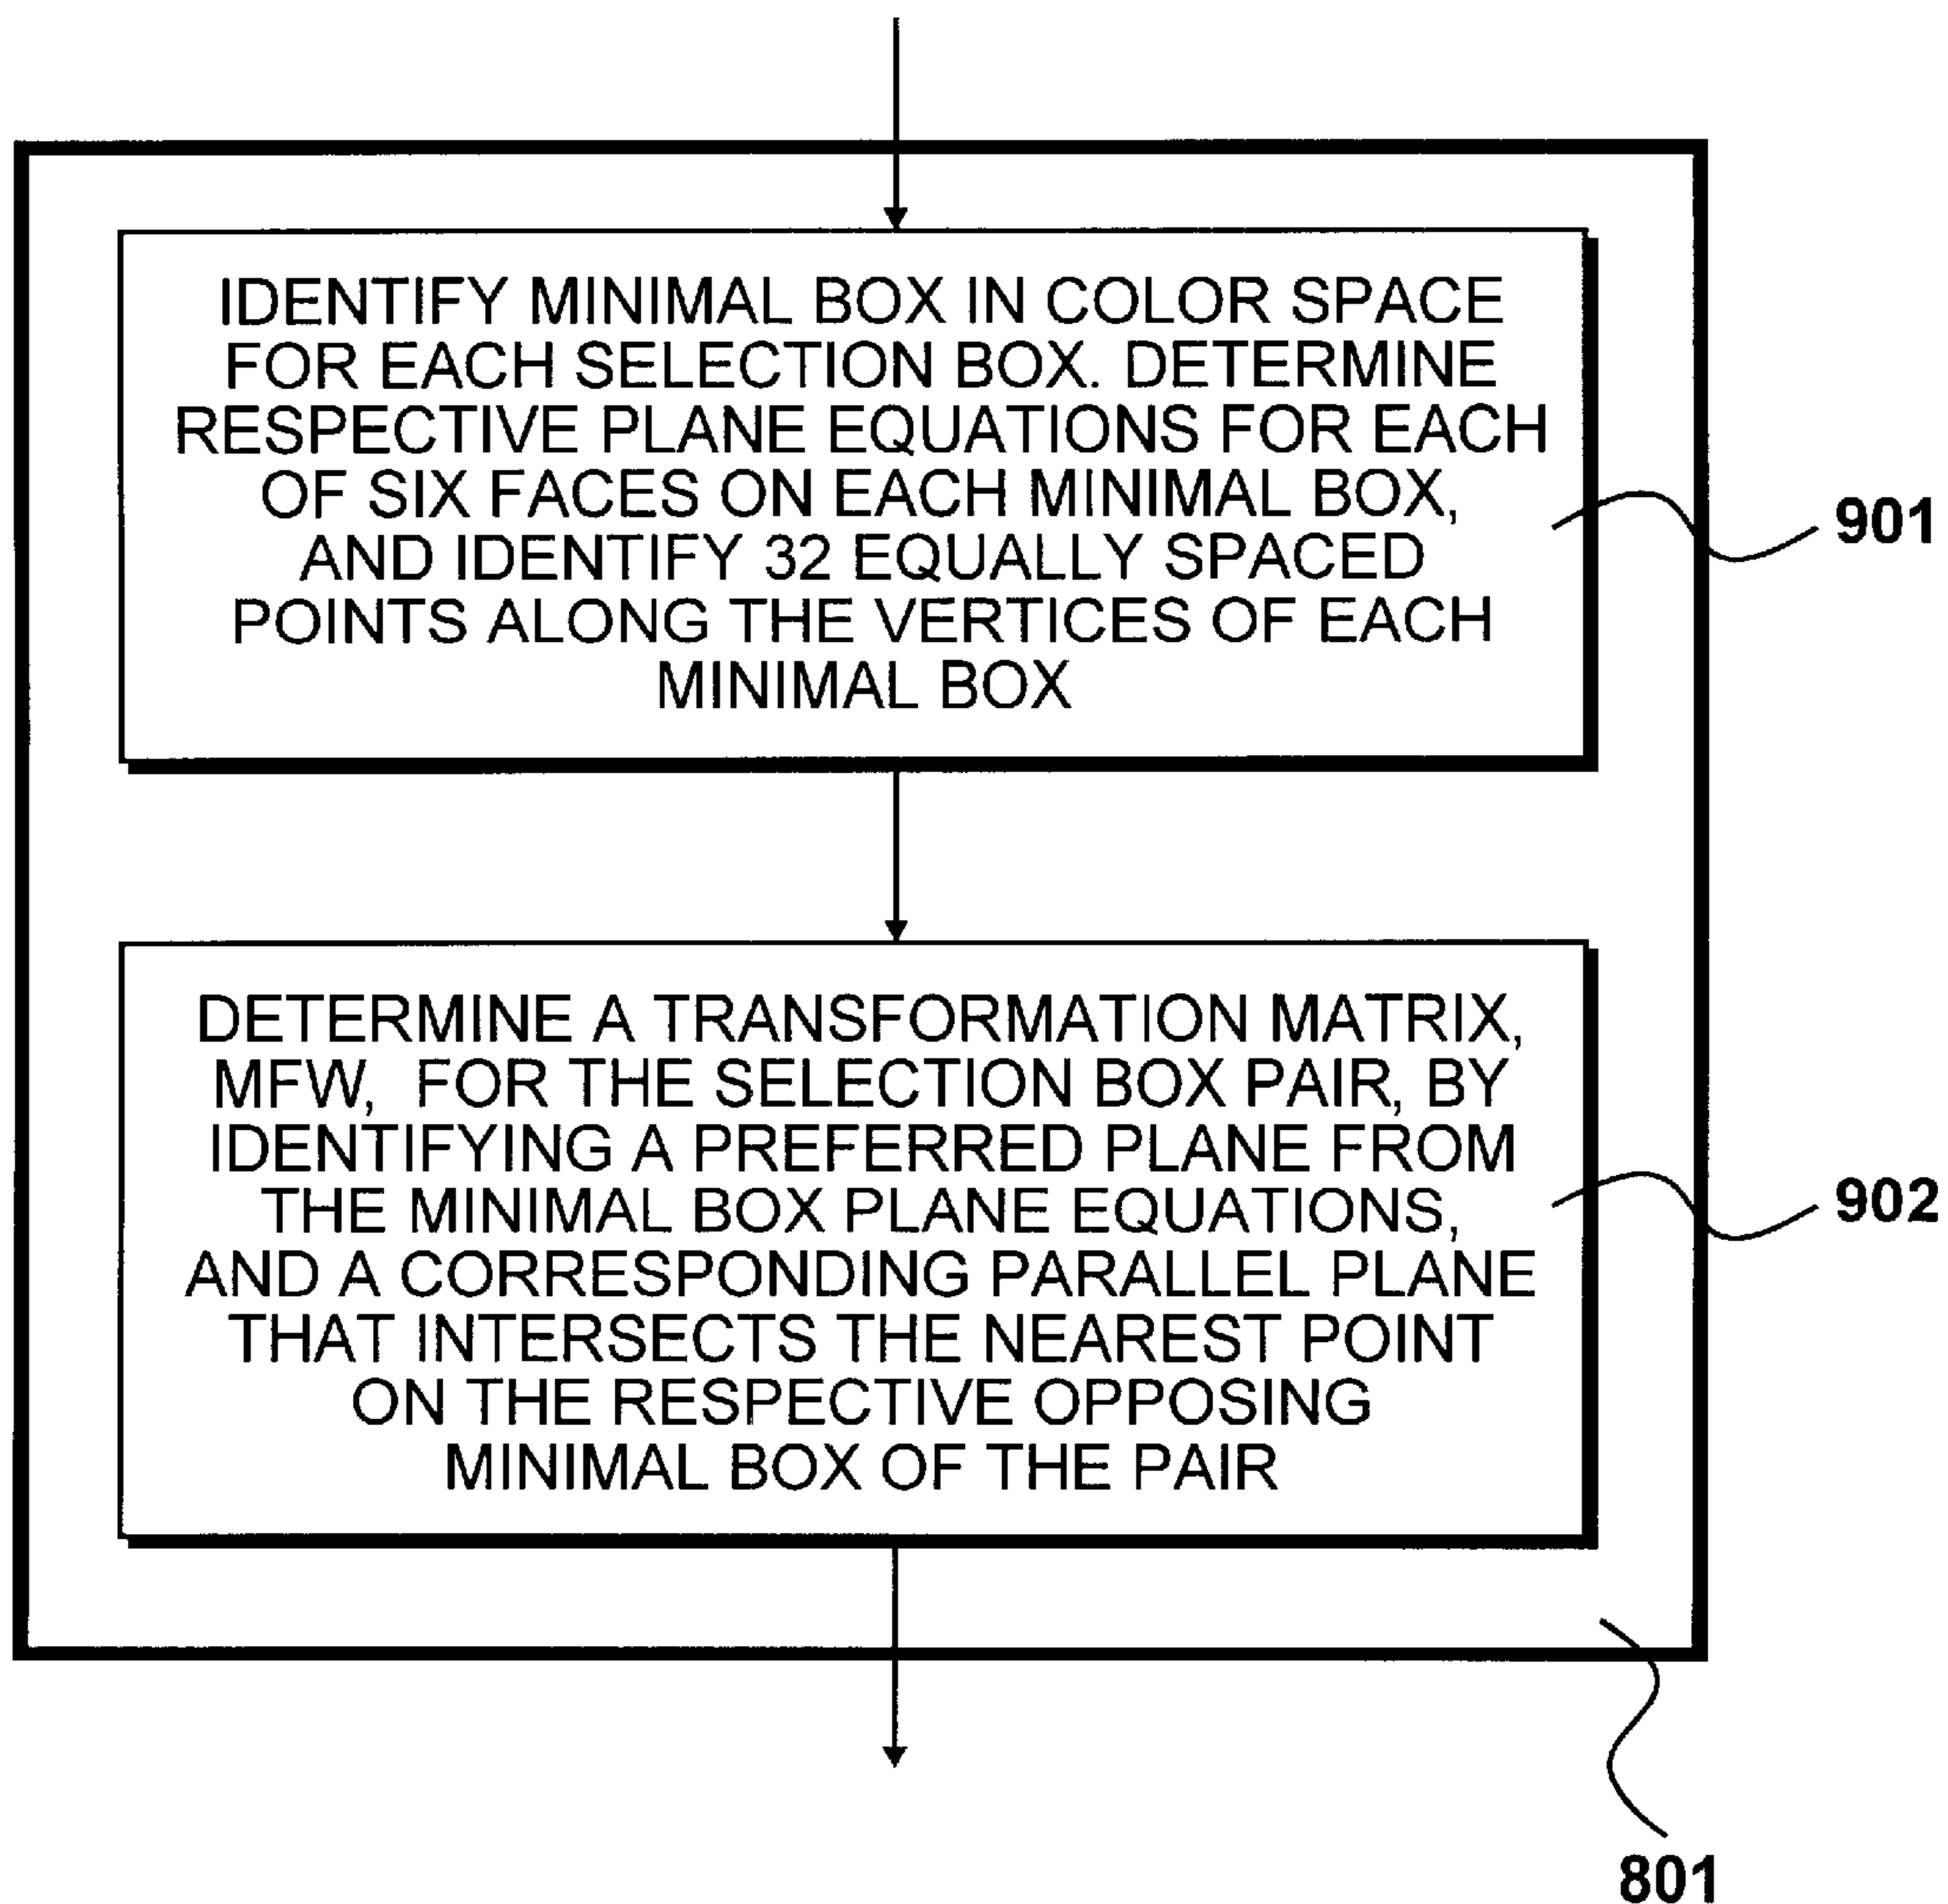 IDENTIFY MINIMAL BOX IN COLOR SPACE
FOR EACH SELECTION BOX. DETERMINE
RESPECTIVE PLANE EQUATIONS FOR EACH
OF SIX FACES ON EACH MINIMAL BOX,
AND IDENTIFY 32 EQUALLY SPACED
POINTS ALONG THE VERTICES OF EACH
MINIMAL BOX
901
DETERMINE A TRANSFORMATION MATRIX,
MFW, FOR THE SELECTION BOX PAIR, BY
IDENTIFYING A PREFERRED PLANE FROM
THE MINIMAL BOX PLANE EQUATIONS,
AND A CORRESPONDING PARALLEL PLANE
THAT INTERSECTS THE NEAREST POINT
ON THE RESPECTIVE OPPOSING
MINIMAL BOX OF THE PAIR
902
801